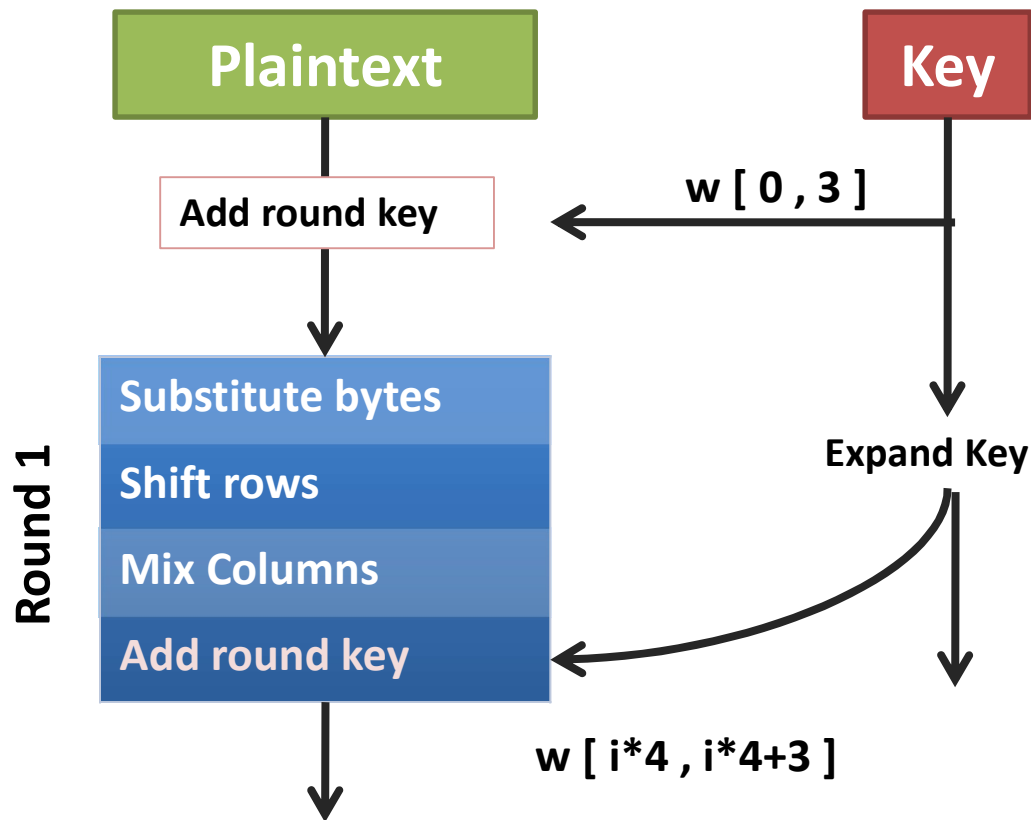 Plaintext
Key
w [ 0 , 3 ]
Add round key
Round 1
Substitute bytes
Shift rows
Mix Columns
Add round key
Expand Key
w [ i*4 , i*4+3 ]